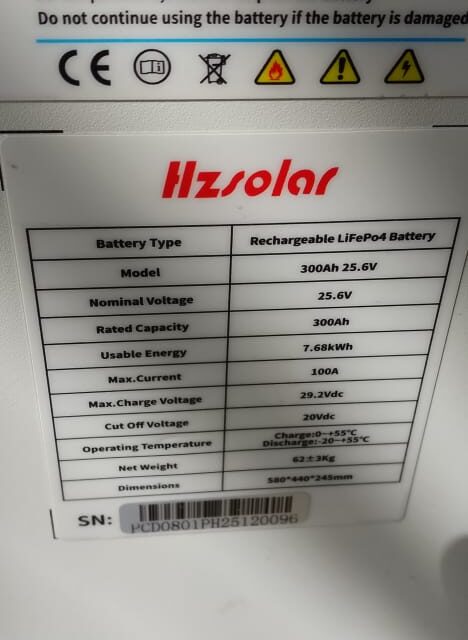 Do not continue using the battery if the battery is damaged
CE
Hzsolar
Battery Type Rechargeable LiFePo4 Battery
Model 300Ah 25.6V
Nominal Voltage 25.6V
Rated Capacity 300Ah
Usable Energy 7.68kWh
Max.Current 100A
Max.Charge Voltage 29.2Vdc
Cut Off Voltage 20Vdc
Operating Temperature Charge:0~+55℃
Discharge:-20~+55℃
Net Weight 62±3Kg
Dimensions 580*440*245mm
SN: PCD0801PH25120096